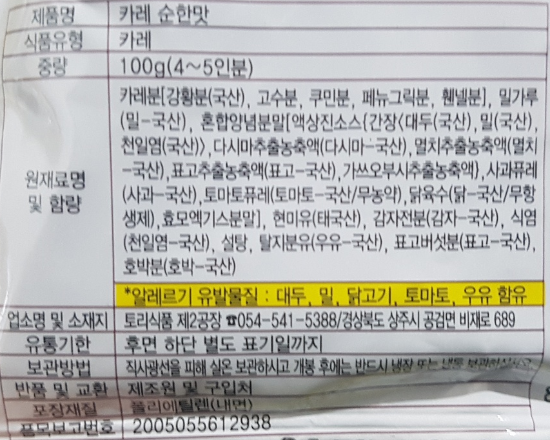 제품명 카레 순한맛
식품유형 카레
중량 100g(4~5인분)
원재료명 및 함량
카레분[강황분(국산), 고수분, 쿠민분, 페뉴그릭분, 휀넬분], 밀가루
(밀-국산), 혼합양념분말[액상진소스{간장<대두(국산), 밀(국산),
천일염(국산)>, 다시마추출농축액(다시마-국산), 멸치추출농축액(멸치
-국산), 표고추출농축액(표고-국산), 가쓰오부시추출농축액}, 사과퓨레
(사과-국산), 토마토퓨레(토마토-국산/무농약), 닭육수(닭-국산/무항
생제), 효모엑기스분말], 현미유(태국산), 감자전분(감자-국산), 식염
(천일염-국산), 설탕, 탈지분유(우유-국산), 표고버섯분(표고-국산),
호박분(호박-국산)
*알레르기 유발물질 : 대두, 밀, 닭고기, 토마토, 우유 함유
업소명 및 소재지 토리식품 제2공장 ☎054-541-5388/경상북도 상주시 공검면 비재로 689
유통기한 후면 하단 별도 표기일까지
보관방법 직사광선을 피해 실온 보관하시고 개봉 후에는 반드시 냉장 또는 냉동 보관하십시오
반품 및 교환 제조원 및 구입처
포장재질 폴리에틸렌(내면)
품목보고번호 2005055612938